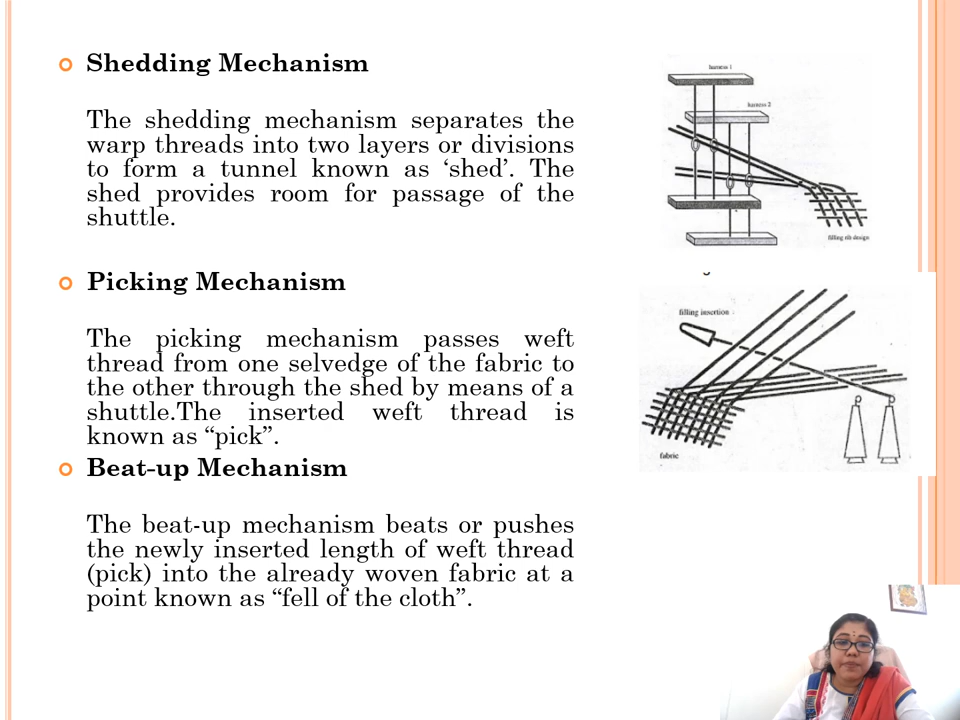 Shedding Mechanism
The shedding mechanism separates the
warp threads into two layers or divisions
to form a tunnel known as ‘shed’. The
shed provides room for passage of the
shuttle.
Picking Mechanism
The picking mechanism passes weft
thread from one selvedge of the fabric to
the other through the shed by means of a
shuttle.The inserted weft thread is
known as “pick”.
Beat-up Mechanism
The beat-up mechanism beats or pushes
the newly inserted length of weft thread
(pick) into the already woven fabric at a
point known as “fell of the cloth”.
harness 1
harness 2
filling rib design
filling insertion
fabric